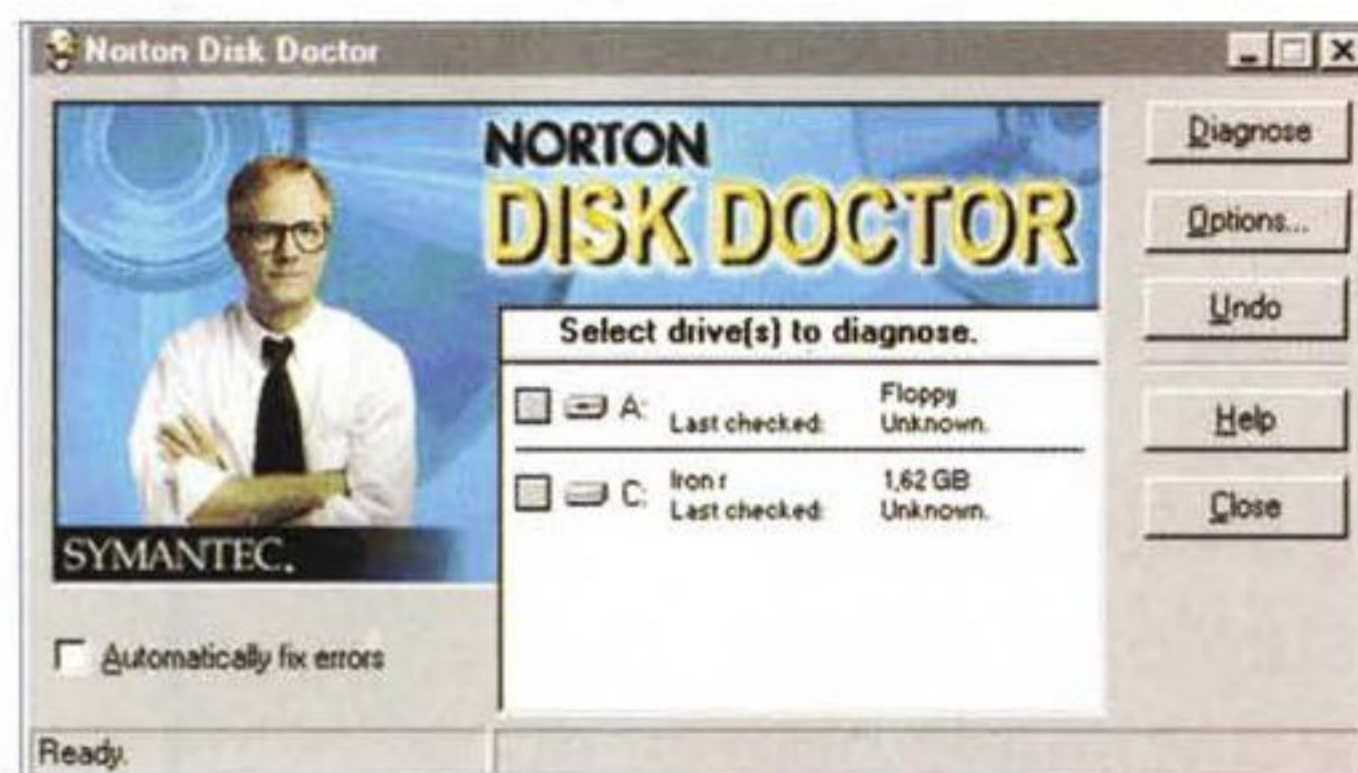 Norton Disk Doctor
NORTON
DISK DOCTOR
SYMANTEC.
Select drive(s) to diagnose.
A: Floppy
Last checked: Unknown.
C: Iron r 1,62 GB
Last checked: Unknown.
Automatically fix errors
Ready.
Diagnose
Options...
Undo
Help
Close